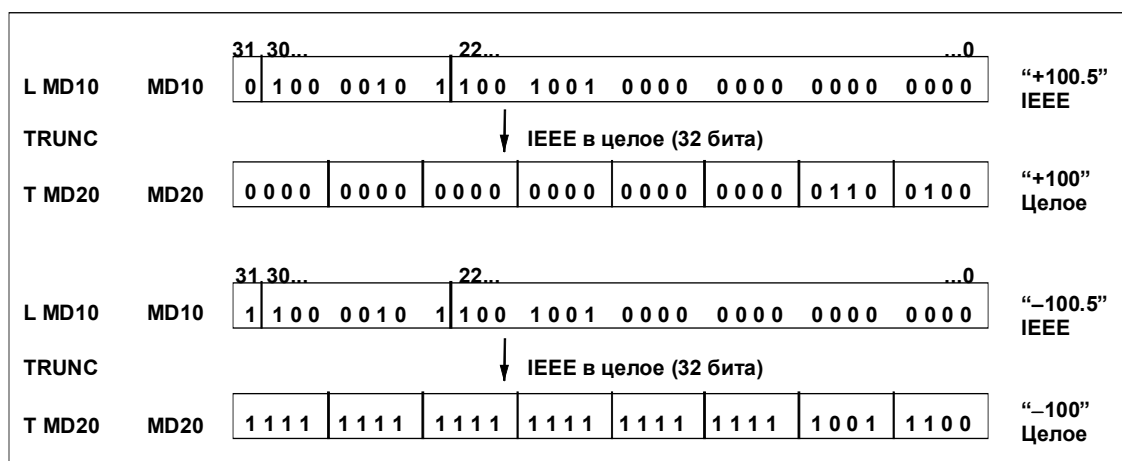 31 30... 22... ...0
L MD10 MD10 0 100 0010 1 100 1001 0000 0000 0000 0000 “+100.5” IEEE
TRUNC IEEE в целое (32 бита)
T MD20 MD20 0000 0000 0000 0000 0000 0000 0110 0100 “+100” Целое
31 30... 22... ...0
L MD10 MD10 1 100 0010 1 100 1001 0000 0000 0000 0000 “–100.5” IEEE
TRUNC IEEE в целое (32 бита)
T MD20 MD20 1111 1111 1111 1111 1111 1111 1001 1100 “–100” Целое